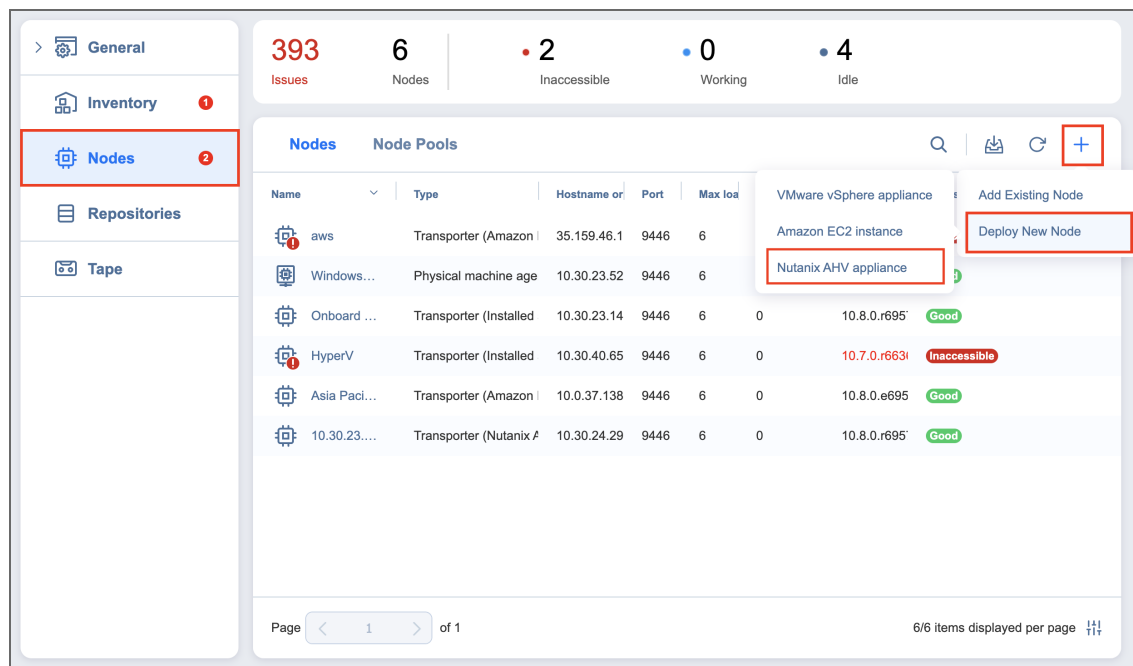 General
Inventory 1
Nodes 2
Repositories
Tape
393 6 2 0 4
Issues Nodes Inaccessible Working Idle
Nodes Node Pools
Name Type Hostname or Port Max loa
VMware vSphere appliance
Amazon EC2 instance
Nutanix AHV appliance
Add Existing Node
Deploy New Node
aws Transporter (Amazon 35.159.46.1 9446 6
Windows... Physical machine age 10.30.23.52 9446 6
Onboard ... Transporter (Installed 10.30.23.14 9446 6 0 10.8.0.r695 Good
HyperV Transporter (Installed 10.30.40.65 9446 6 0 10.7.0.r663 Inaccessible
Asia Paci... Transporter (Amazon 10.0.37.138 9446 6 0 10.8.0.e695 Good
10.30.23.... Transporter (Nutanix A 10.30.24.29 9446 6 0 10.8.0.r695 Good
Page 1 of 1
6/6 items displayed per page